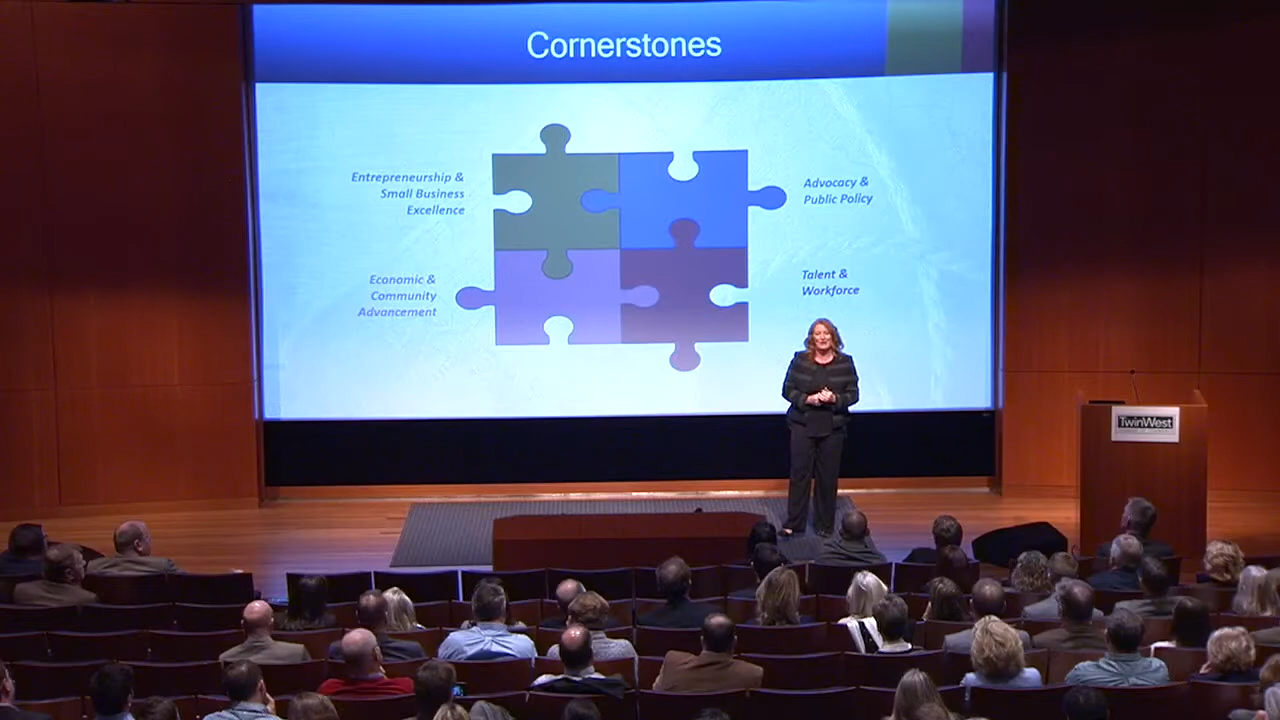 Cornerstones
Entrepreneurship &
Small Business
Excellence
Advocacy &
Public Policy
Economic &
Community
Advancement
Talent &
Workforce
TwinWest